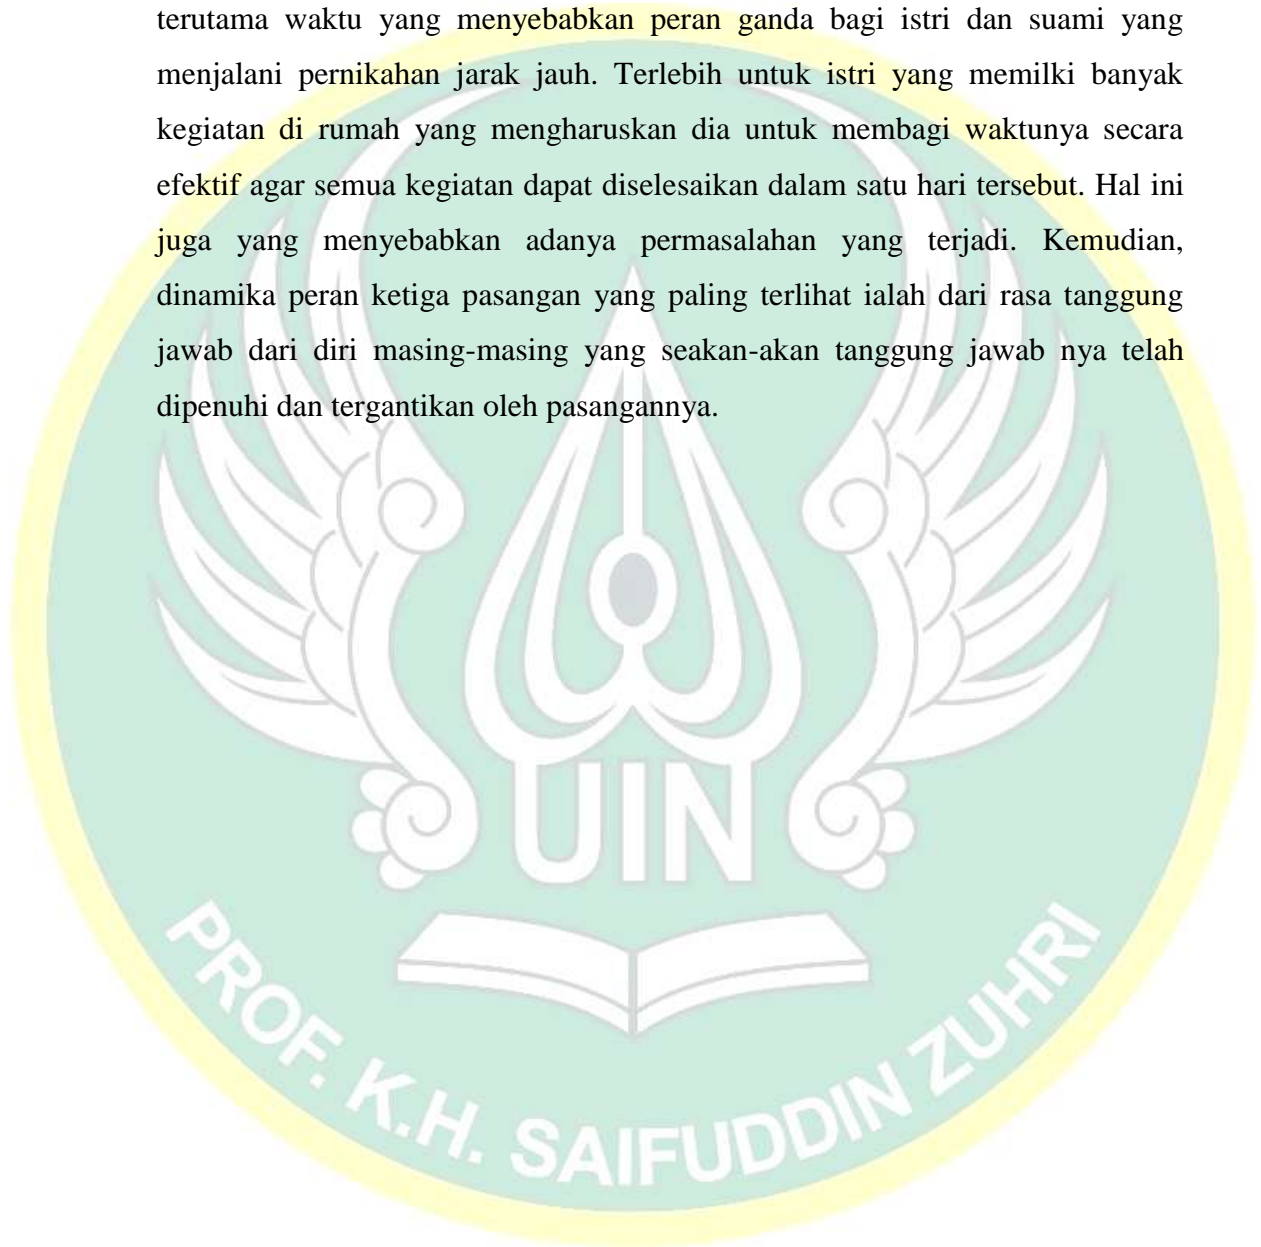 terutama waktu yang menyebabkan peran ganda bagi istri dan suami yang
menjalani pernikahan jarak jauh. Terlebih untuk istri yang memilki banyak
kegiatan di rumah yang mengharuskan dia untuk membagi waktunya secara
efektif agar semua kegiatan dapat diselesaikan dalam satu hari tersebut. Hal ini
juga yang menyebabkan adanya permasalahan yang terjadi. Kemudian,
dinamika peran ketiga pasangan yang paling terlihat ialah dari rasa tanggung
jawab dari diri masing-masing yang seakan-akan tanggung jawab nya telah
dipenuhi dan tergantikan oleh pasangannya.
UIN
PROF. K.H. SAIFUDDIN ZUHRI